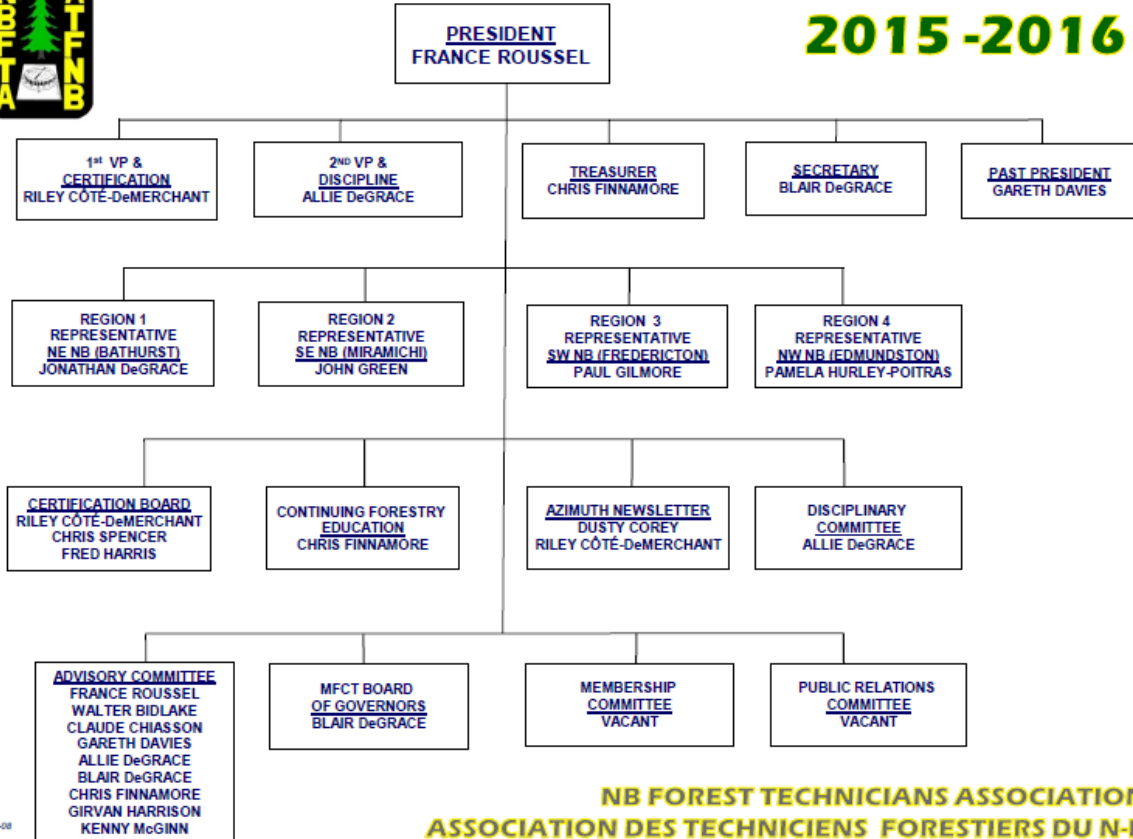 NBFTA
ATFNB
PRESIDENT
FRANCE ROUSSEL
2015 -2016
1st VP &
CERTIFICATION
RILEY CÔTÉ-DeMERCHANT
2ND VP &
DISCIPLINE
ALLIE DeGRACE
TREASURER
CHRIS FINNAMORE
SECRETARY
BLAIR DeGRACE
PAST PRESIDENT
GARETH DAVIES
REGION 1
REPRESENTATIVE
NE NB (BATHURST)
JONATHAN DeGRACE
REGION 2
REPRESENTATIVE
SE NB (MIRAMICHI)
JOHN GREEN
REGION 3
REPRESENTATIVE
SW NB (FREDERICTON)
PAUL GILMORE
REGION 4
REPRESENTATIVE
NW NB (EDMUNDSTON)
PAMELA HURLEY-POITRAS
CERTIFICATION BOARD
RILEY CÔTÉ-DeMERCHANT
CHRIS SPENCER
FRED HARRIS
CONTINUING FORESTRY
EDUCATION
CHRIS FINNAMORE
AZIMUTH NEWSLETTER
DUSTY COREY
RILEY CÔTÉ-DeMERCHANT
DISCIPLINARY
COMMITTEE
ALLIE DeGRACE
ADVISORY COMMITTEE
FRANCE ROUSSEL
WALTER BIDLAKE
CLAUDE CHIASSON
GARETH DAVIES
ALLIE DeGRACE
BLAIR DeGRACE
CHRIS FINNAMORE
GIRVAN HARRISON
KENNY McGINN
MFCT BOARD
OF GOVERNORS
BLAIR DeGRACE
MEMBERSHIP
COMMITTEE
VACANT
PUBLIC RELATIONS
COMMITTEE
VACANT
NB FOREST TECHNICIANS ASSOCIATION
ASSOCIATION DES TECHNICIENS FORESTIERS DU N-